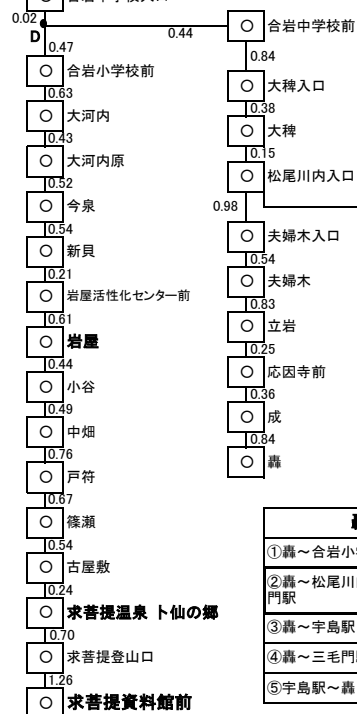 0.02
D
0.44
合岩中学校前
0.47
合岩小学校前
0.84
大稗入口
0.63
大河内
0.38
大稗
0.43
大河内原
0.15
松尾川内入口
0.52
今泉
0.98
夫婦木入口
0.54
新貝
0.54
夫婦木
0.21
岩屋活性化センター前
0.83
立岩
0.61
岩屋
0.25
応因寺前
0.44
小谷
0.36
成
0.49
中畑
0.84
轟
0.76
戸符
0.67
篠瀬
0.54
古屋敷
0.24
求菩提温泉 卜仙の郷
0.70
求菩提登山口
1.26
求菩提資料館前
①轟~合岩小
②轟~松尾川
門駅
③轟~宇島駅
④轟~三毛門
⑤宇島駅~轟